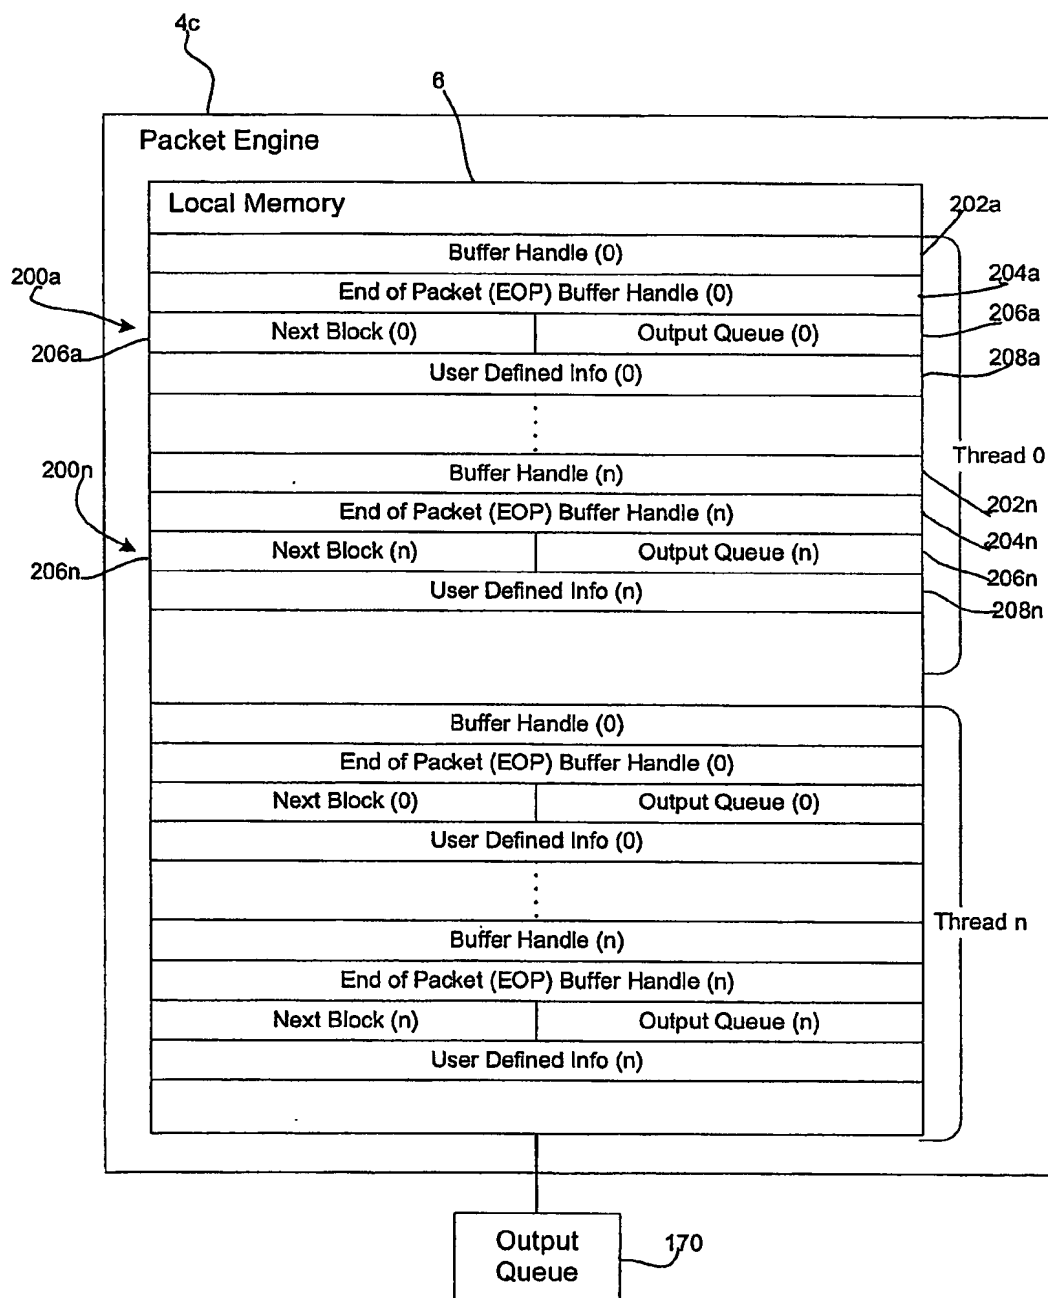 4c
6
Packet Engine
Local Memory
202a
Buffer Handle (0)
200a
204a
End of Packet (EOP) Buffer Handle (0)
206a
Next Block (0) Output Queue (0)
206a
208a
User Defined Info (0)
Thread 0
200n
Buffer Handle (n)
202n
End of Packet (EOP) Buffer Handle (n)
204n
206n
Next Block (n) Output Queue (n)
206n
User Defined Info (n)
208n
Buffer Handle (0)
End of Packet (EOP) Buffer Handle (0)
Next Block (0) Output Queue (0)
User Defined Info (0)
Thread n
Buffer Handle (n)
End of Packet (EOP) Buffer Handle (n)
Next Block (n) Output Queue (n)
User Defined Info (n)
Output
Queue
170